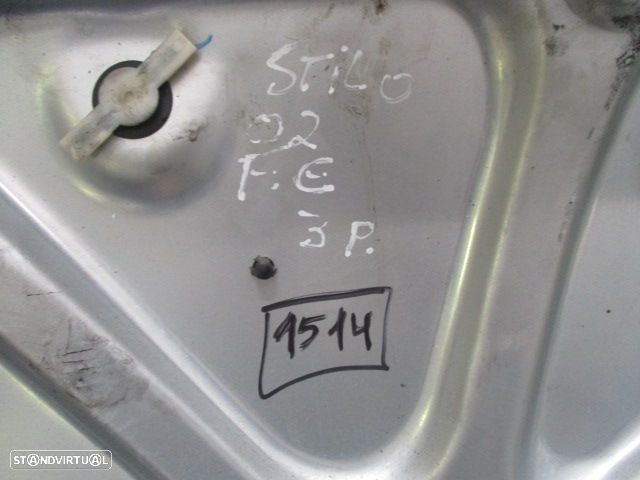 STILO
02
F.E
3 P.
1514
STANDVIRTUAL